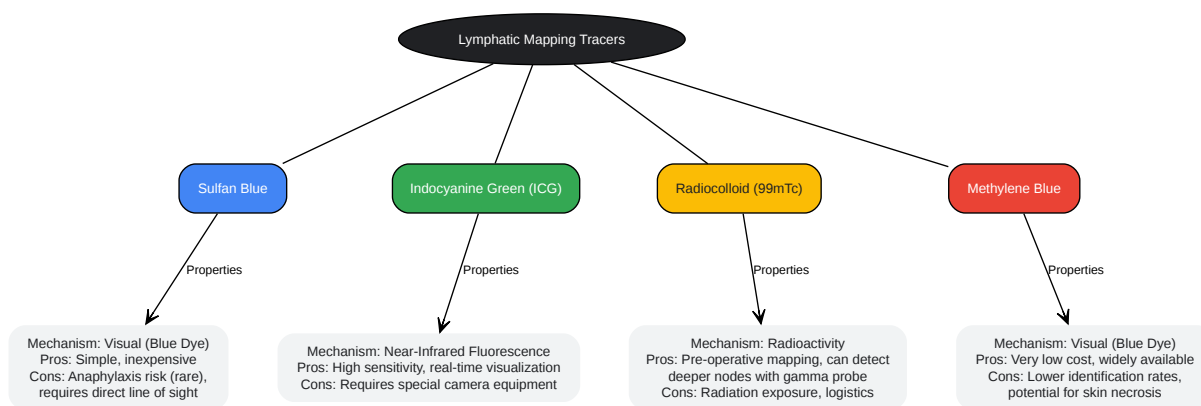 Lymphatic Mapping Tracers
Sulfan Blue
Indocyanine Green (ICG)
Radiocolloid (99mTc)
Methylene Blue
Properties
Properties
Properties
Properties
Mechanism: Visual (Blue Dye)
Pros: Simple, inexpensive
Cons: Anaphylaxis risk (rare),
requires direct line of sight
Mechanism: Near-Infrared Fluorescence
Pros: High sensitivity, real-time visualization
Cons: Requires special camera equipment
Mechanism: Radioactivity
Pros: Pre-operative mapping, can detect
deeper nodes with gamma probe
Cons: Radiation exposure, logistics
Mechanism: Visual (Blue Dye)
Pros: Very low cost, widely available
Cons: Lower identification rates,
potential for skin necrosis